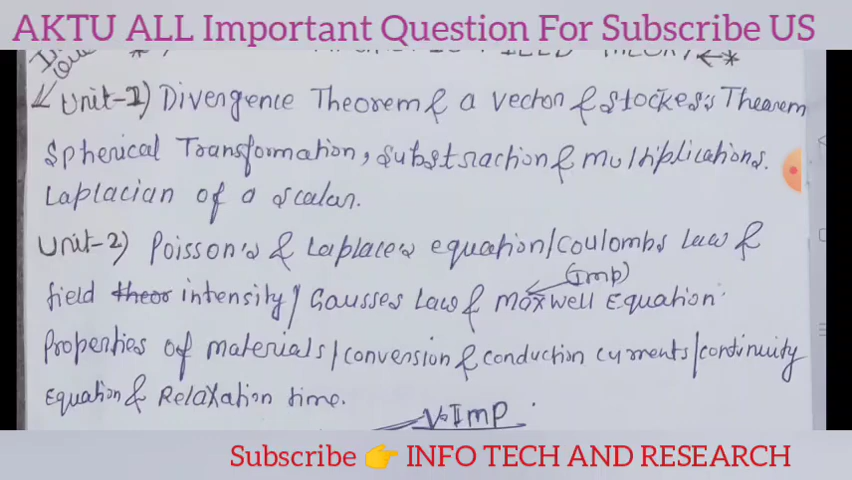 AKTU ALL Important Question For Subscribe US
FIELD THEORY
Unit-1) Divergence Theorem & a vector & Stockes's Theorem
Spherical Transformation, Substraction & multiplications.
Laplacian of a scalar.
Unit-2) Poisson's & Laplace's equation/Coulombs Law &
(Imp)
field theor intensity/ Gausses Law & Maxwell Equation
Properties of materials/conversion & conduction currents/continuity
Equation & Relaxation time.
V.Imp
Subscribe 👉 INFO TECH AND RESEARCH